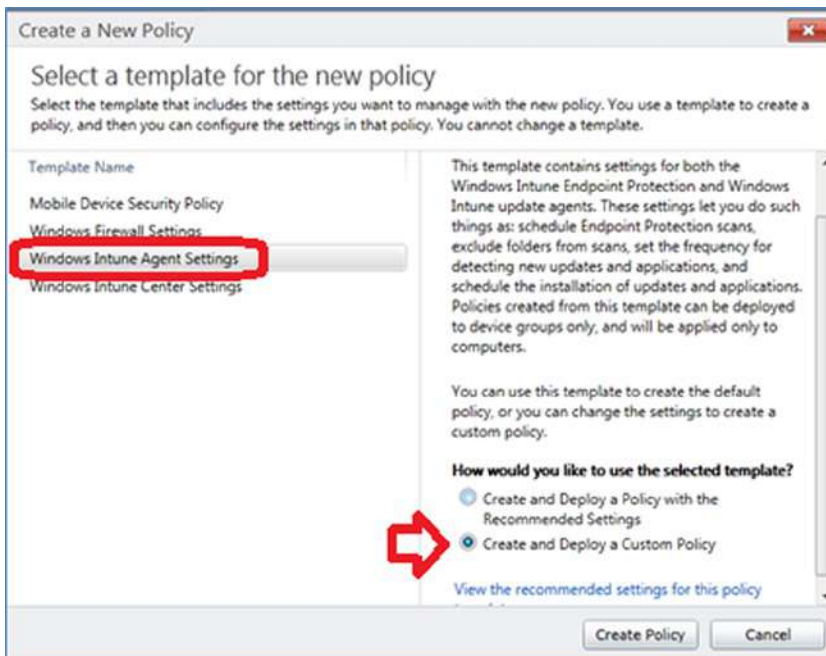 Create a New Policy
Select a template for the new policy
Select the template that includes the settings you want to manage with the new policy. You use a template to create a
policy, and then you can configure the settings in that policy. You cannot change a template.
Template Name
Mobile Device Security Policy
Windows Firewall Settings
Windows Intune Agent Settings
Windows Intune Center Settings
This template contains settings for both the
Windows Intune Endpoint Protection and Windows
Intune update agents. These settings let you do such
things as: schedule Endpoint Protection scans,
exclude folders from scans, set the frequency for
detecting new updates and applications, and
schedule the installation of updates and applications.
Policies created from this template can be deployed
to device groups only, and will be applied only to
computers.
You can use this template to create the default
policy, or you can change the settings to create a
custom policy.
How would you like to use the selected template?
Create and Deploy a Policy with the
Recommended Settings
Create and Deploy a Custom Policy
View the recommended settings for this policy
Create Policy
Cancel